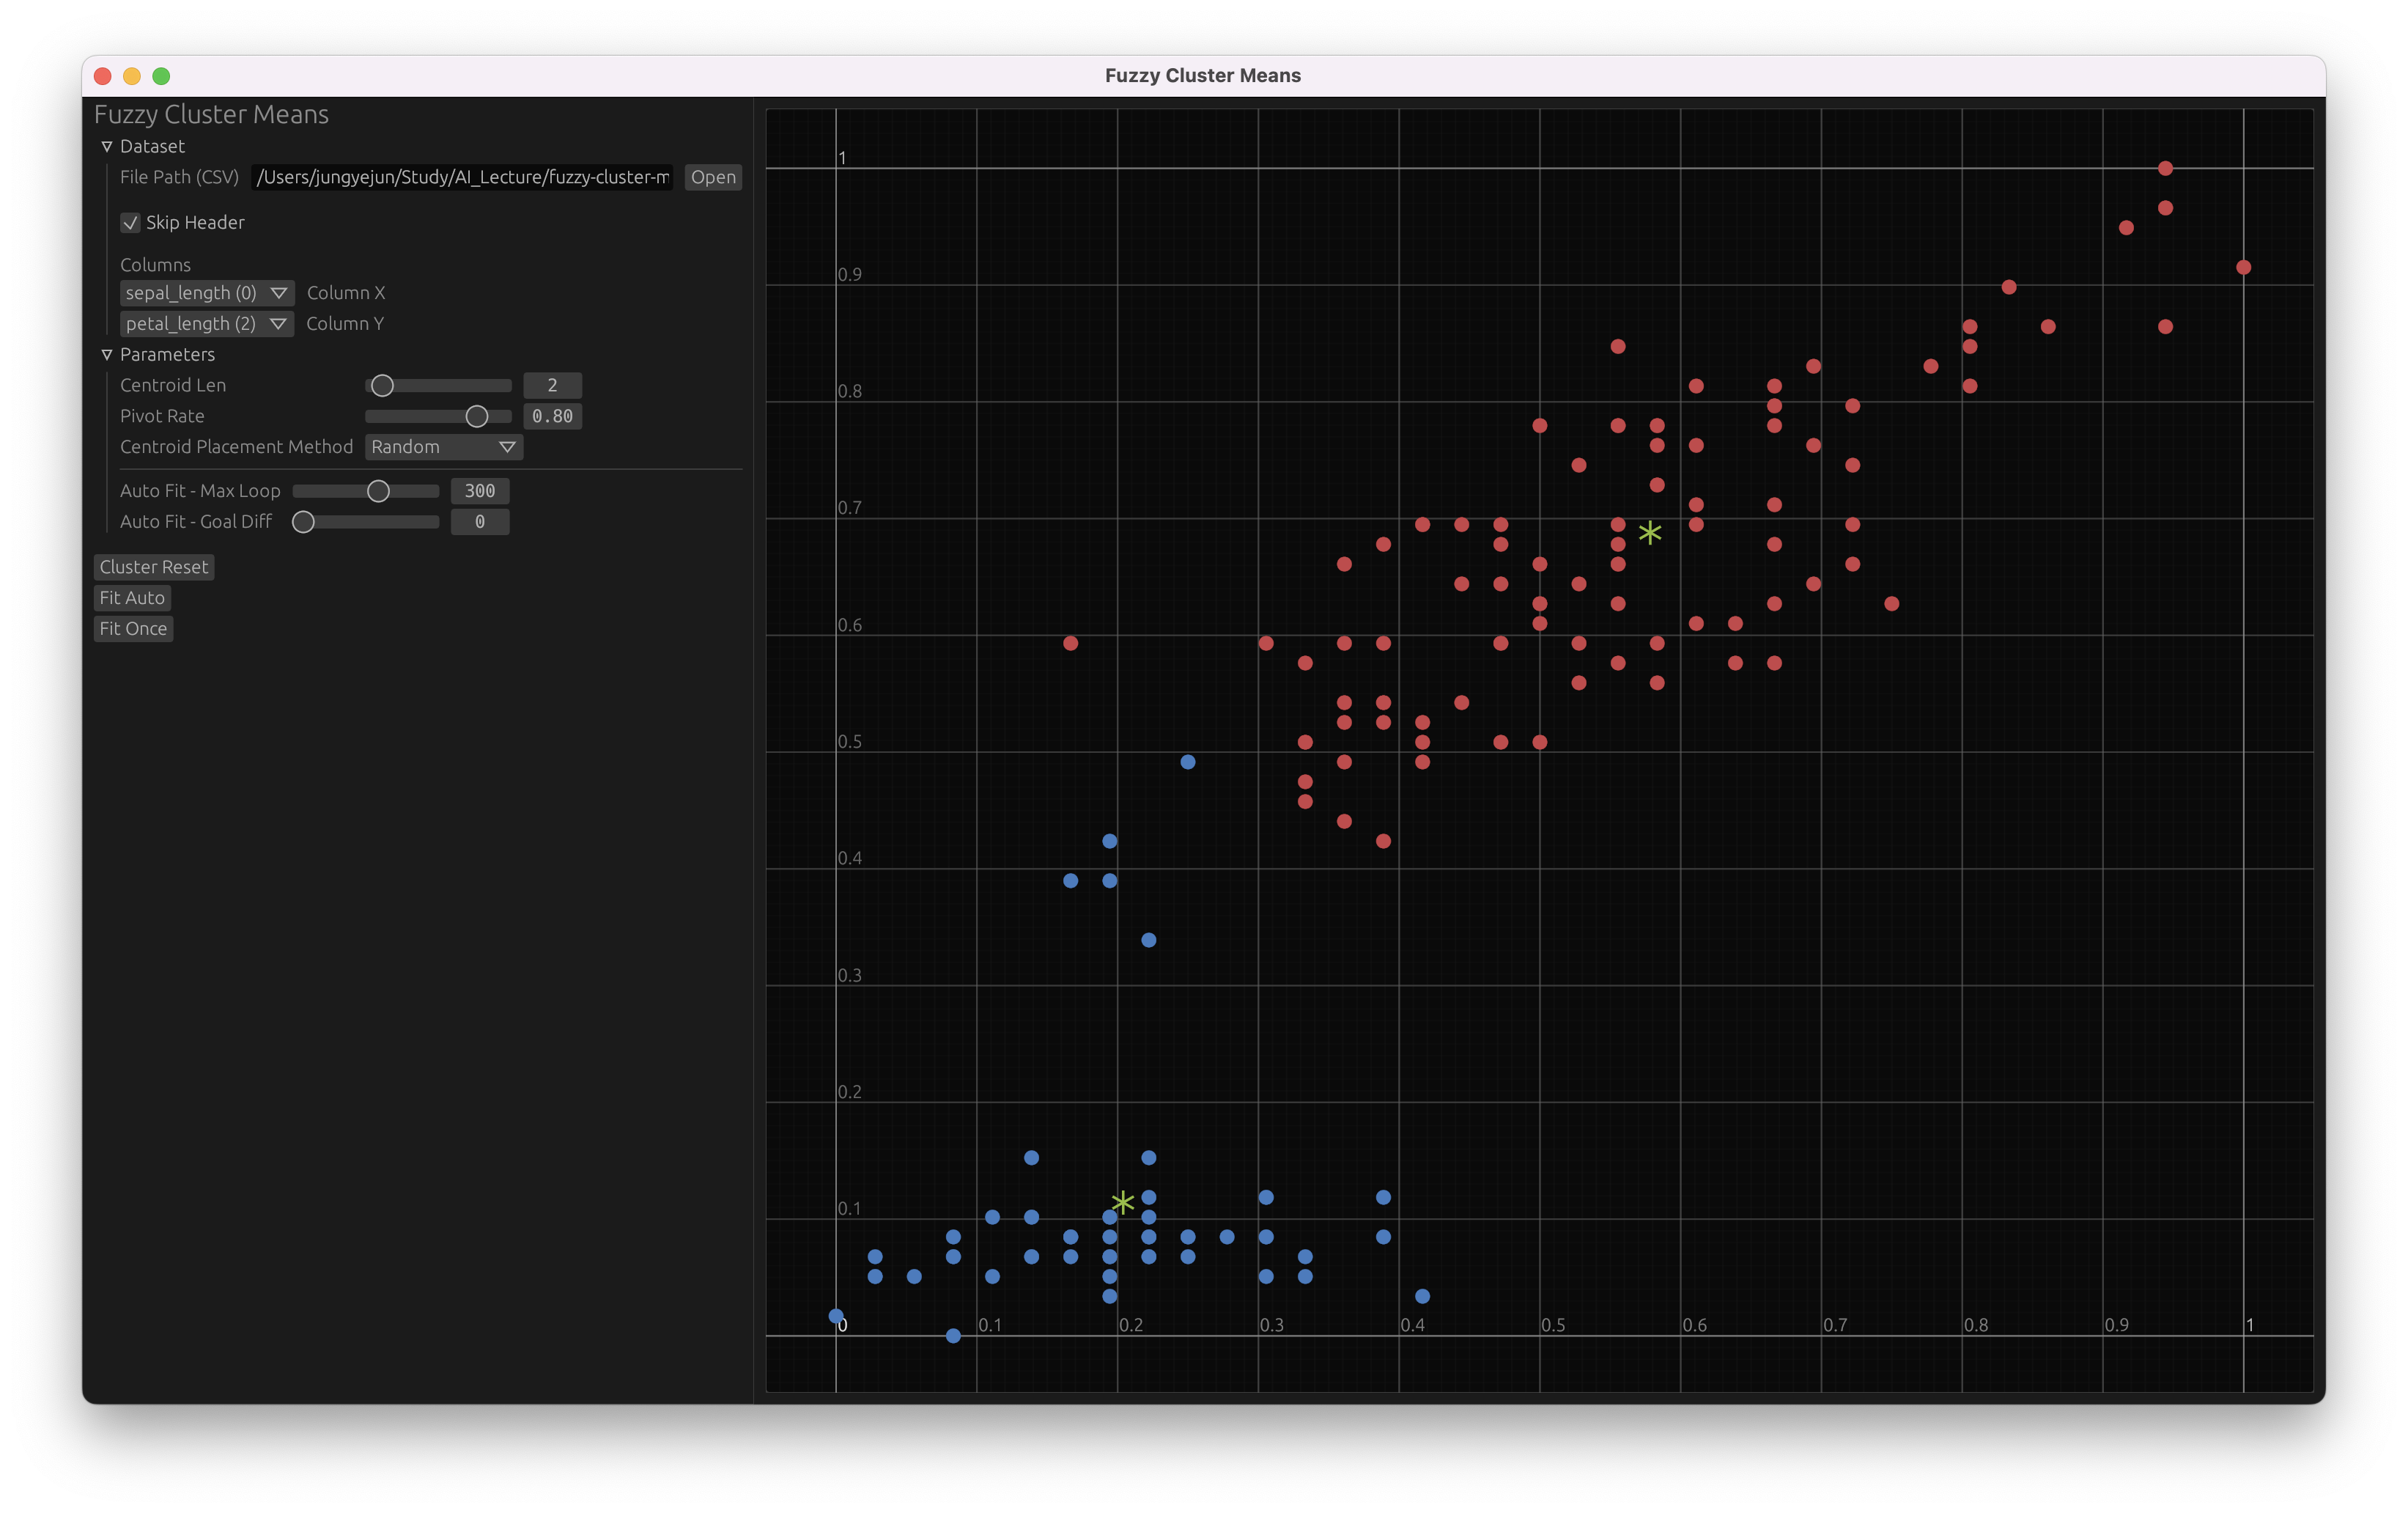 Fuzzy Cluster Means
Fuzzy Cluster Means
Dataset
File Path (CSV) /Users/jungyejun/Study/AI_Lecture/fuzzy-cluster-m Open
Skip Header
Columns
sepal_length (0) Column X
petal_length (2) Column Y
Parameters
Centroid Len 2
Pivot Rate 0.80
Centroid Placement Method Random
Auto Fit - Max Loop 300
Auto Fit - Goal Diff 0
Cluster Reset
Fit Auto
Fit Once
1
0.9
0.8
0.7
0.6
0.5
0.4
0.3
0.2
0.1
0 0.1 0.2 0.3 0.4 0.5 0.6 0.7 0.8 0.9 1